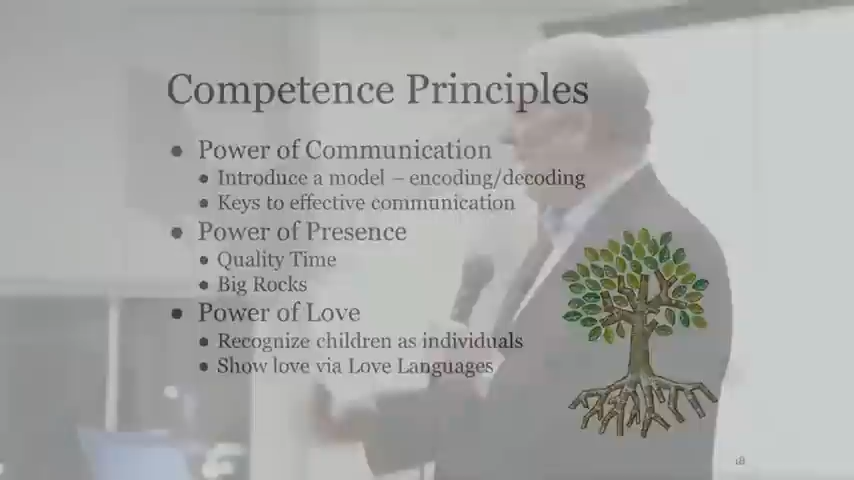 Competence Principles
• Power of Communication
• Introduce a model – encoding/decoding
• Keys to effective communication
• Power of Presence
• Quality Time
• Big Rocks
• Power of Love
• Recognize children as individuals
• Show love via Love Languages
18